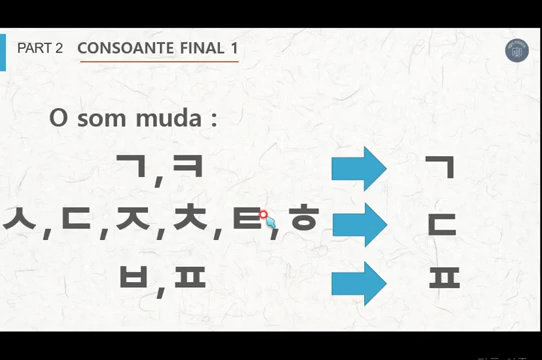 PART 2 CONSOANTE FINAL 1
O som muda :
ㄱ,ㅋ ㄱ
ㅅ,ㄷ,ㅈ,ㅊ,ㅌ,ㅎ ㄷ
ㅂ,ㅍ ㅍ